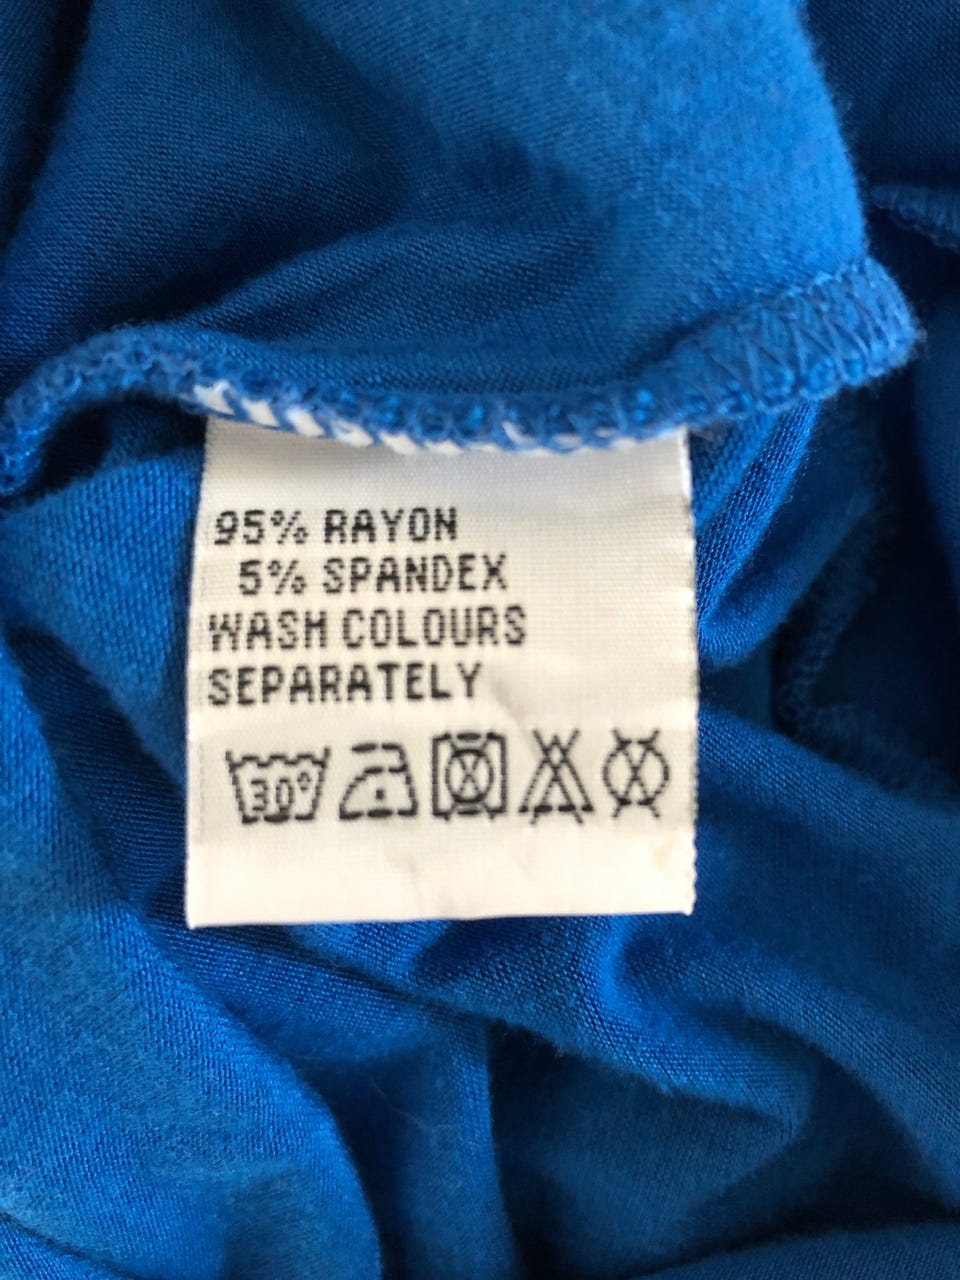 95% RAYON
5% SPANDEX
WASH COLOURS
SEPARATELY
30°